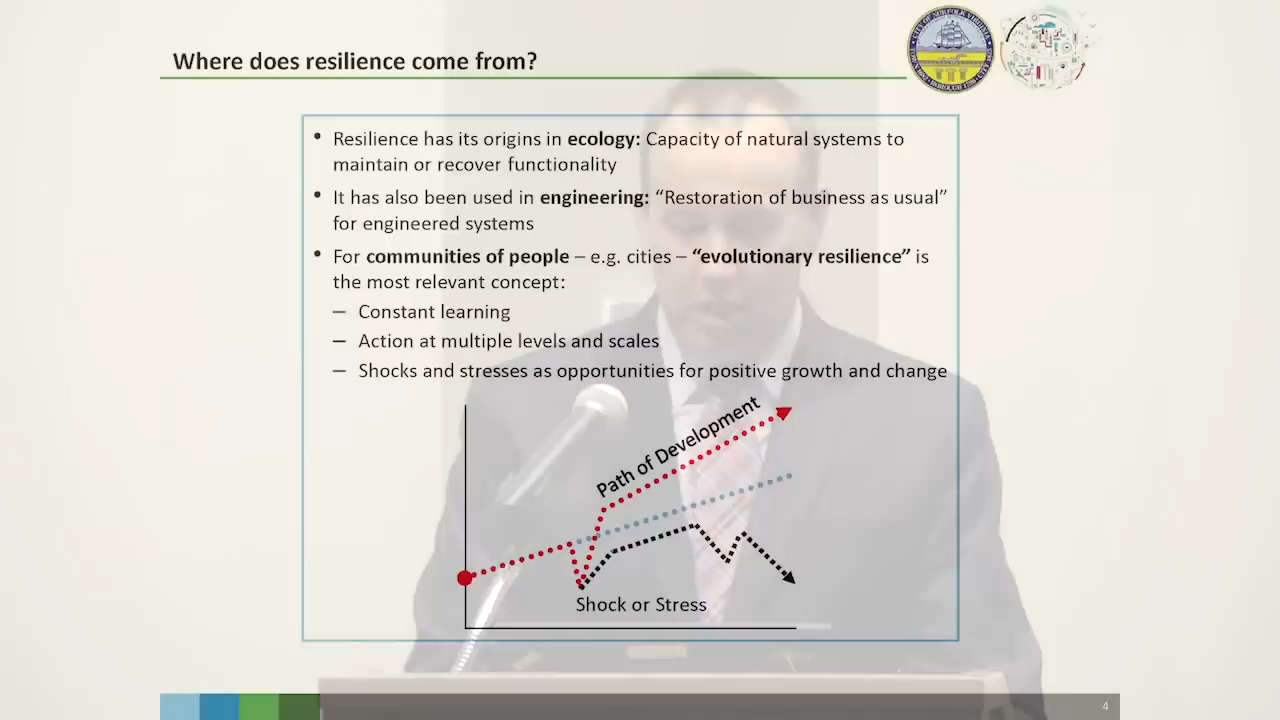 Where does resilience come from?
• Resilience has its origins in ecology: Capacity of natural systems to
maintain or recover functionality
• It has also been used in engineering: “Restoration of business as usual”
for engineered systems
• For communities of people – e.g. cities – “evolutionary resilience” is
the most relevant concept:
– Constant learning
– Action at multiple levels and scales
– Shocks and stresses as opportunities for positive growth and change
Path of Development
Shock or Stress
4